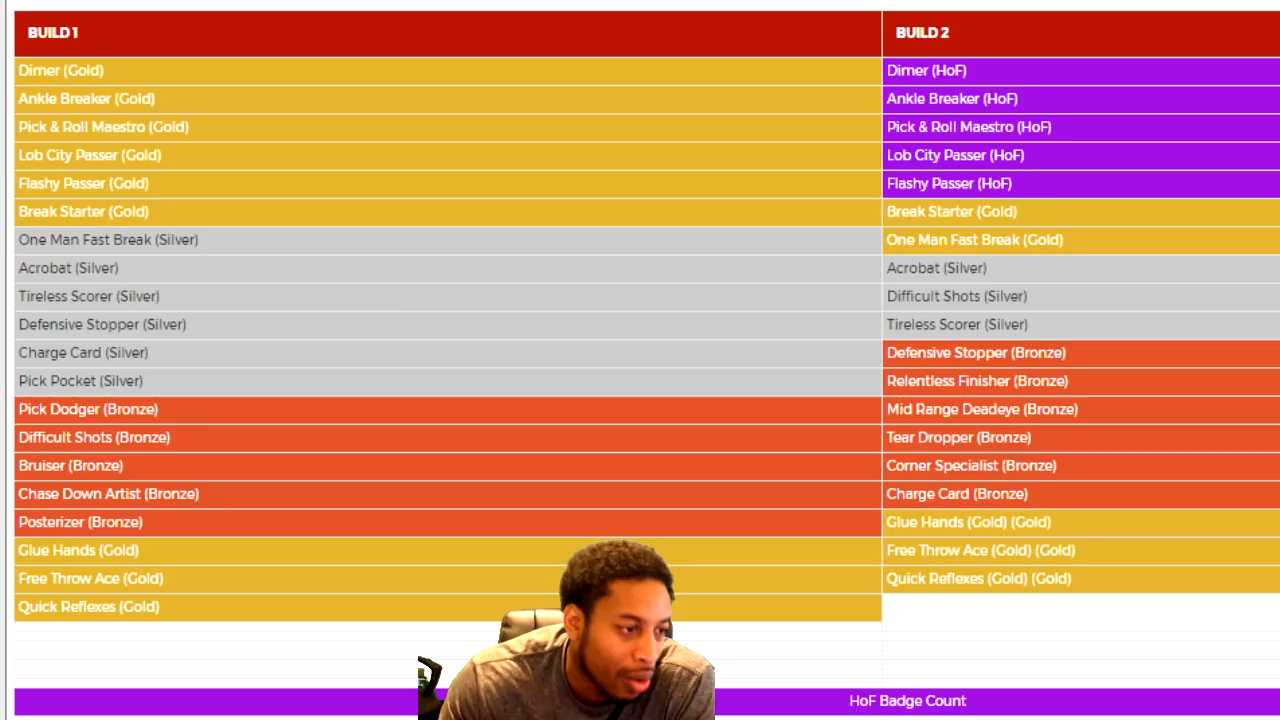 BUILD 1
BUILD 2
Dimer (Gold)
Dimer (HoF)
Ankle Breaker (Gold)
Ankle Breaker (HoF)
Pick & Roll Maestro (Gold)
Pick & Roll Maestro (HoF)
Lob City Passer (Gold)
Lob City Passer (HoF)
Flashy Passer (Gold)
Flashy Passer (HoF)
Break Starter (Gold)
Break Starter (Gold)
One Man Fast Break (Silver)
One Man Fast Break (Gold)
Acrobat (Silver)
Acrobat (Silver)
Tireless Scorer (Silver)
Difficult Shots (Silver)
Defensive Stopper (Silver)
Tireless Scorer (Silver)
Charge Card (Silver)
Defensive Stopper (Bronze)
Pick Pocket (Silver)
Relentless Finisher (Bronze)
Pick Dodger (Bronze)
Mid Range Deadeye (Bronze)
Difficult Shots (Bronze)
Tear Dropper (Bronze)
Bruiser (Bronze)
Corner Specialist (Bronze)
Chase Down Artist (Bronze)
Charge Card (Bronze)
Posterizer (Bronze)
Glue Hands (Gold) (Gold)
Glue Hands (Gold)
Free Throw Ace (Gold) (Gold)
Free Throw Ace (Gold)
Quick Reflexes (Gold) (Gold)
Quick Reflexes (Gold)
HoF Badge Count